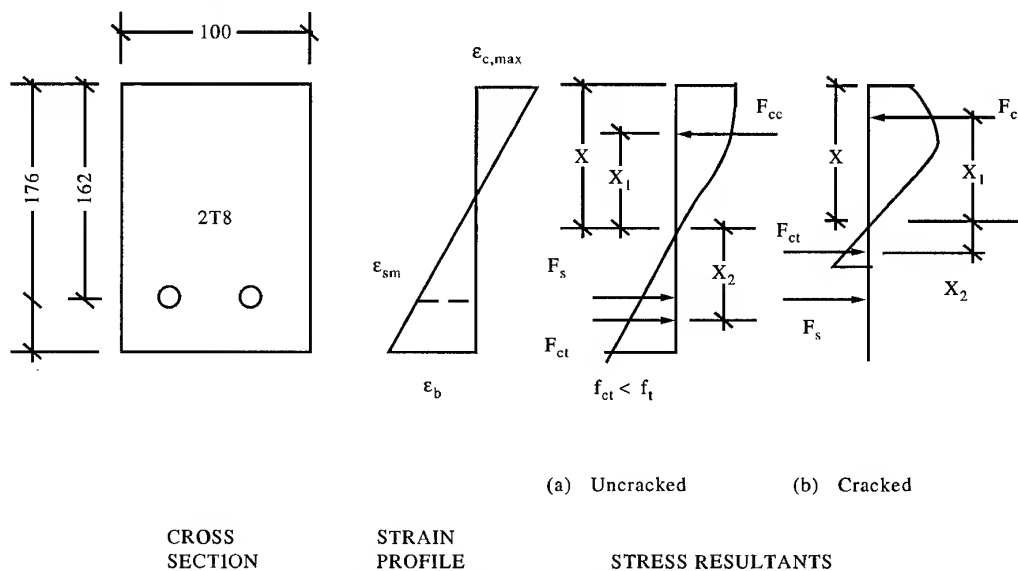 100
ε_c,max
F_cc
F_c
X
X_1
X
X_1
176
162
2T8
F_ct
ε_sm
F_s
X_2
X_2
F_s
F_ct
ε_b
f_ct < f_t
(a) Uncracked
(b) Cracked
CROSS
SECTION
STRAIN
PROFILE
STRESS RESULTANTS